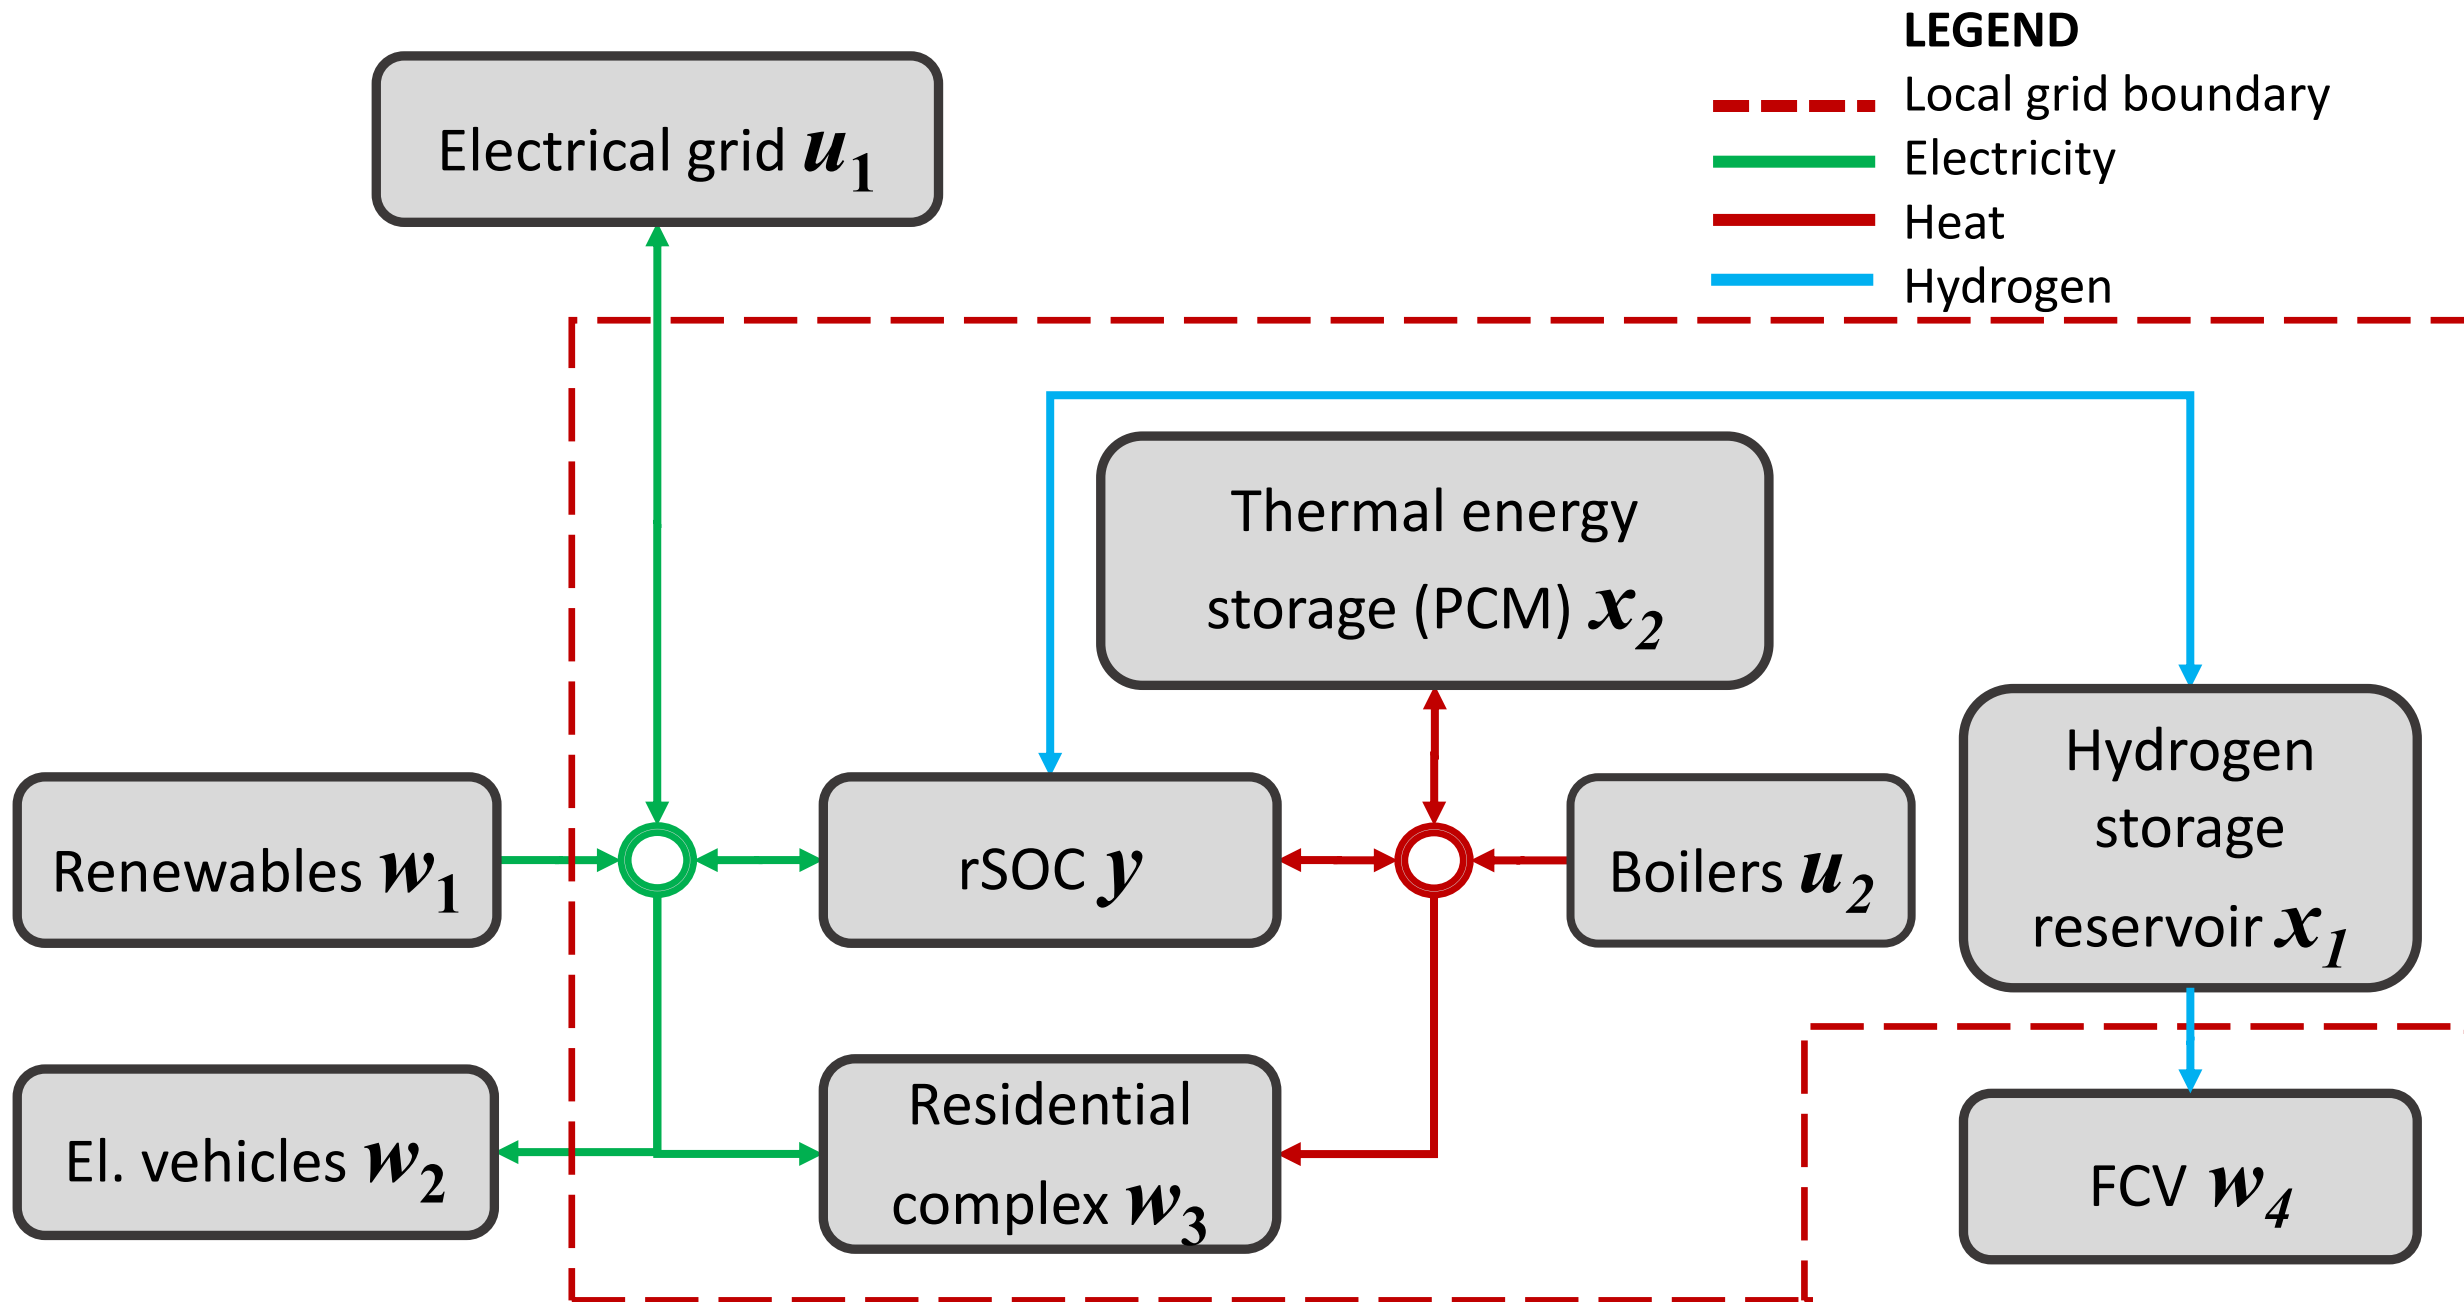 LEGEND
Local grid boundary
Electricity
Heat
Hydrogen
Electrical grid u1
Thermal energy
storage (PCM) x2
Hydrogen
storage
reservoir x1
Renewables w1
rSOC y
Boilers u2
El. vehicles w2
Residential
complex w3
FCV w4